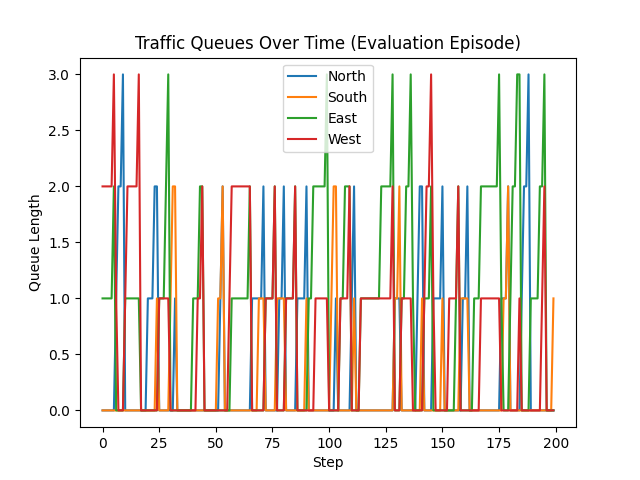 Traffic Queues Over Time (Evaluation Episode)
North
South
East
West
Queue Length
3.0
2.5
2.0
1.5
1.0
0.5
0.0
0 25 50 75 100 125 150 175 200
Step